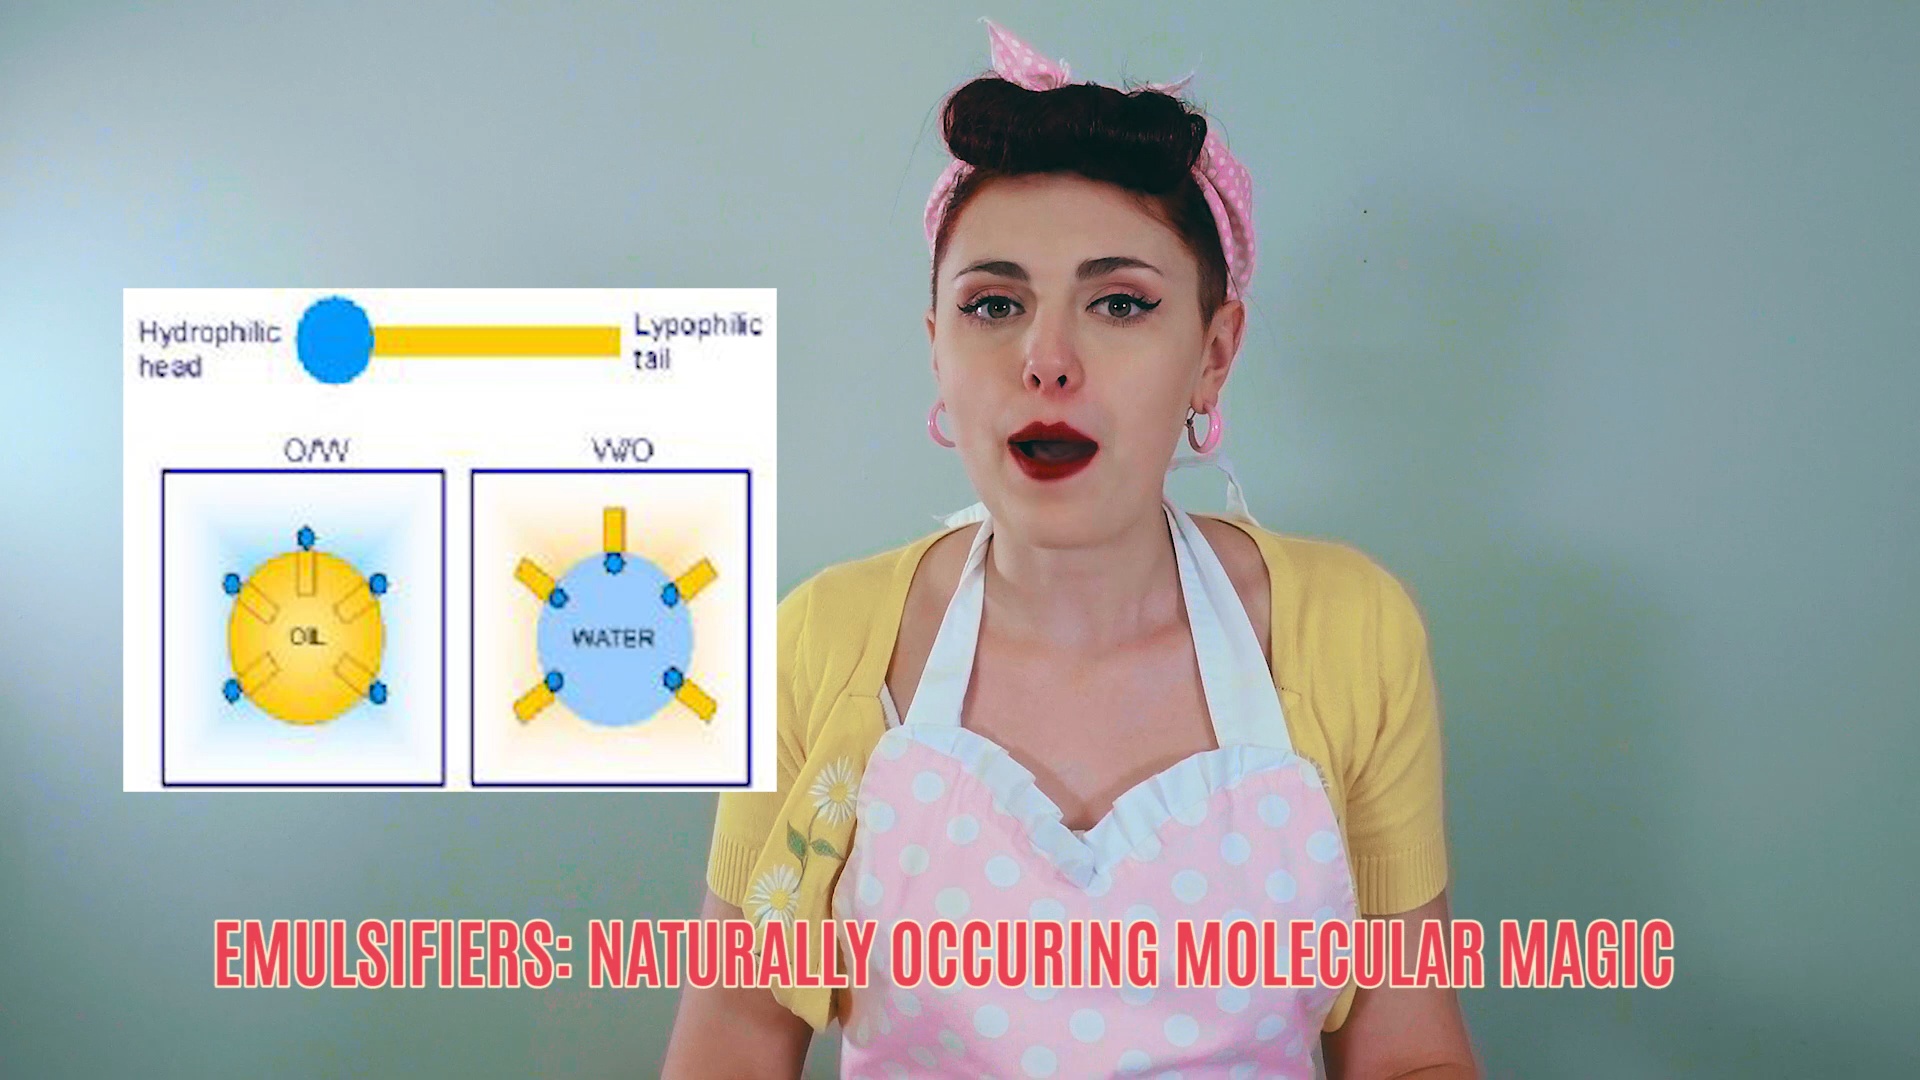 Hydrophilic
head
Lypophilic
tail
O/W
W/O
OIL
WATER
EMULSIFIERS: NATURALLY OCCURING MOLECULAR MAGIC